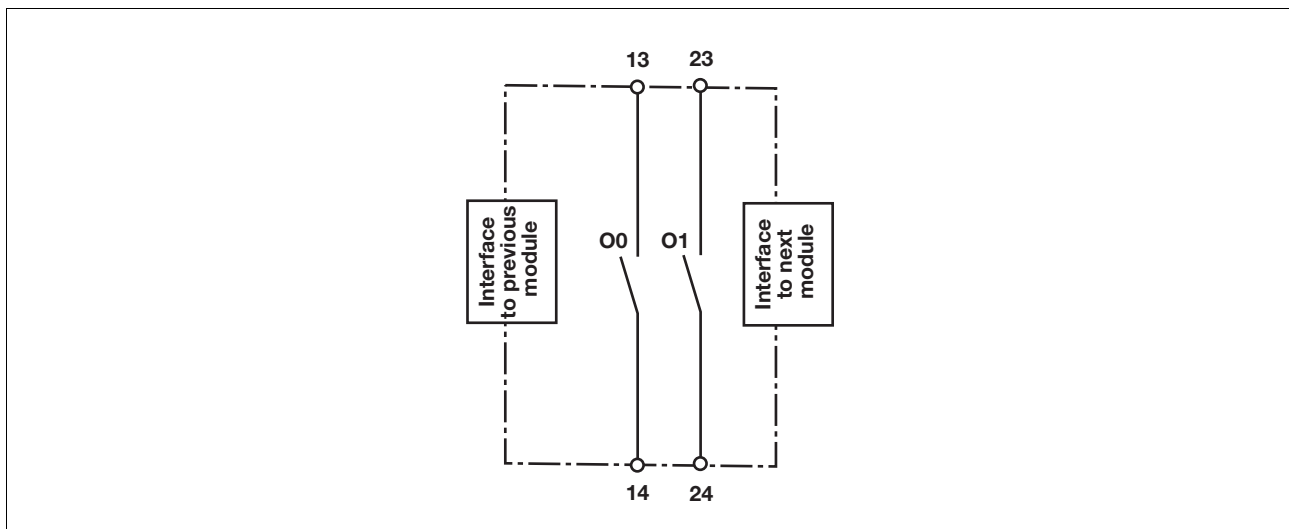 13
23
Interface
to previous
module
O0
O1
Interface
to next
module
14
24